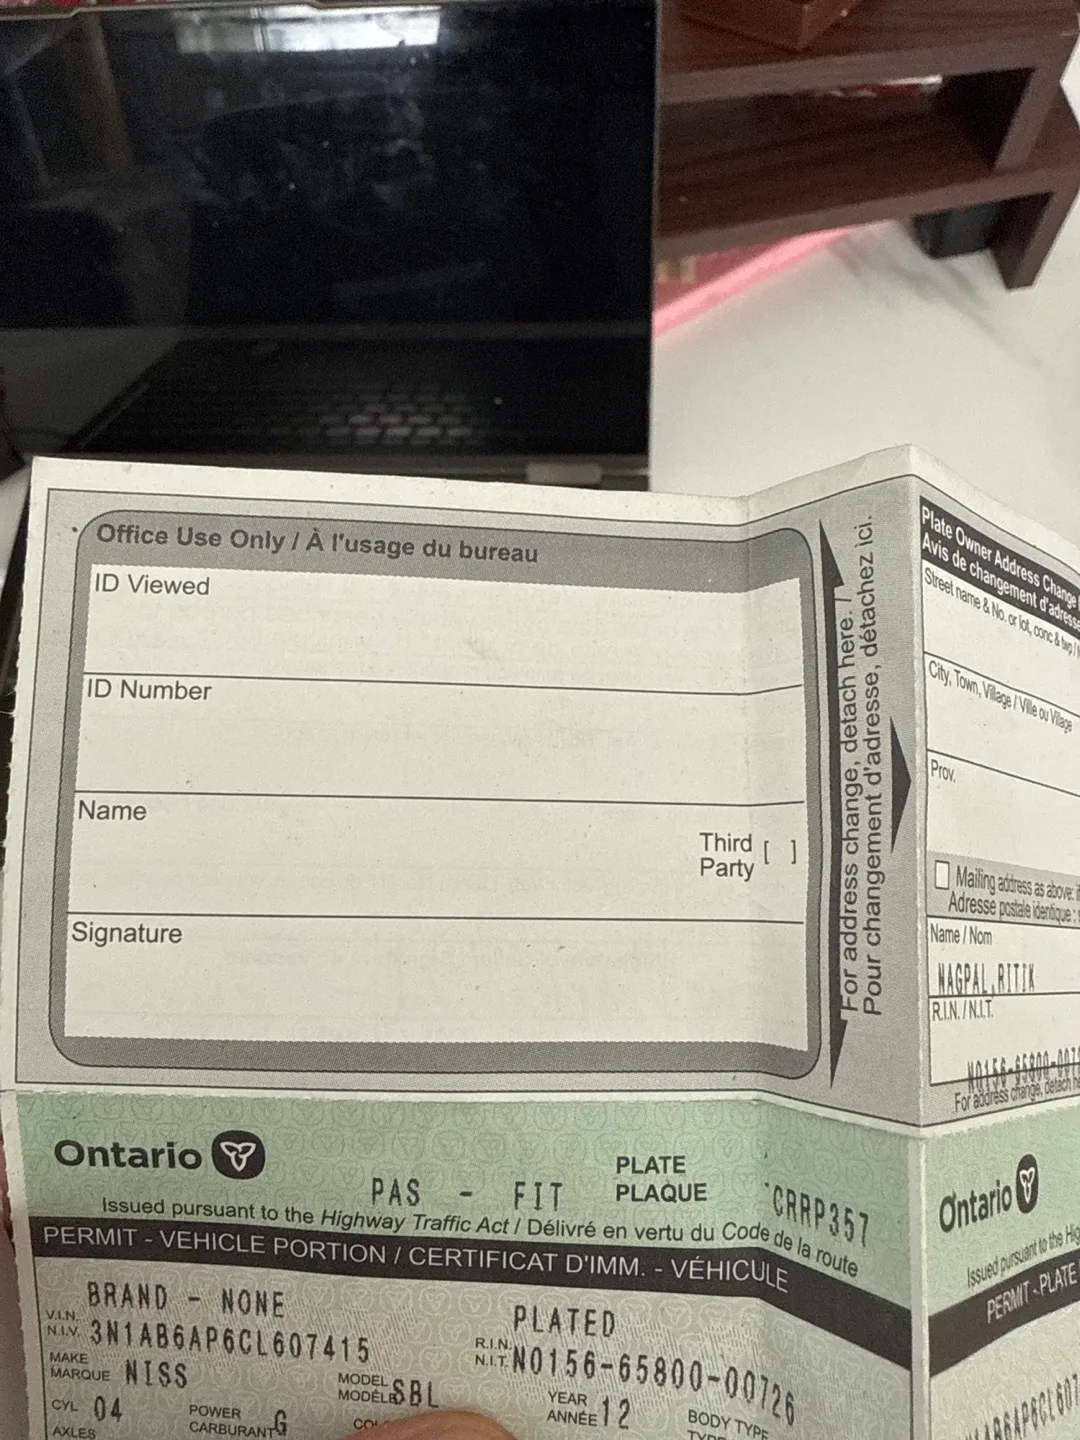 Office Use Only / À l'usage du bureau
ID Viewed
ID Number
Name
Third
Party [ ]
Signature
For address change, detach here. /
Pour changement d'adresse, détachez ici.
Plate Owner Address Change
Avis de changement d'adresse
Street name & No. or lot, conc & twp /
City, Town, Village / Ville ou Village
Prov.
Mailing address as above:
Adresse postale identique :
Name / Nom
NAGPAL,RITIK
R.I.N. / N.I.T.
N0156-65800-007
For address change, detach
Ontario
PAS - FIT
PLATE
PLAQUE
CRRP357
Issued pursuant to the Highway Traffic Act / Délivré en vertu du Code de la route
PERMIT - VEHICLE PORTION / CERTIFICAT D'IMM. - VÉHICULE
BRAND - NONE
PLATED
V.I.N.
N.I.V. 3N1AB6AP6CL607415
R.I.N.
N.I.T. N0156-65800-00726
MAKE
MARQUE NISS
MODEL
MODÈLE SBL
YEAR
ANNÉE 12
BODY TYPE
CYL 04
POWER
CARBURANT G
AXLES
Ontario
Issued pursuant to the
PERMIT - PLATE